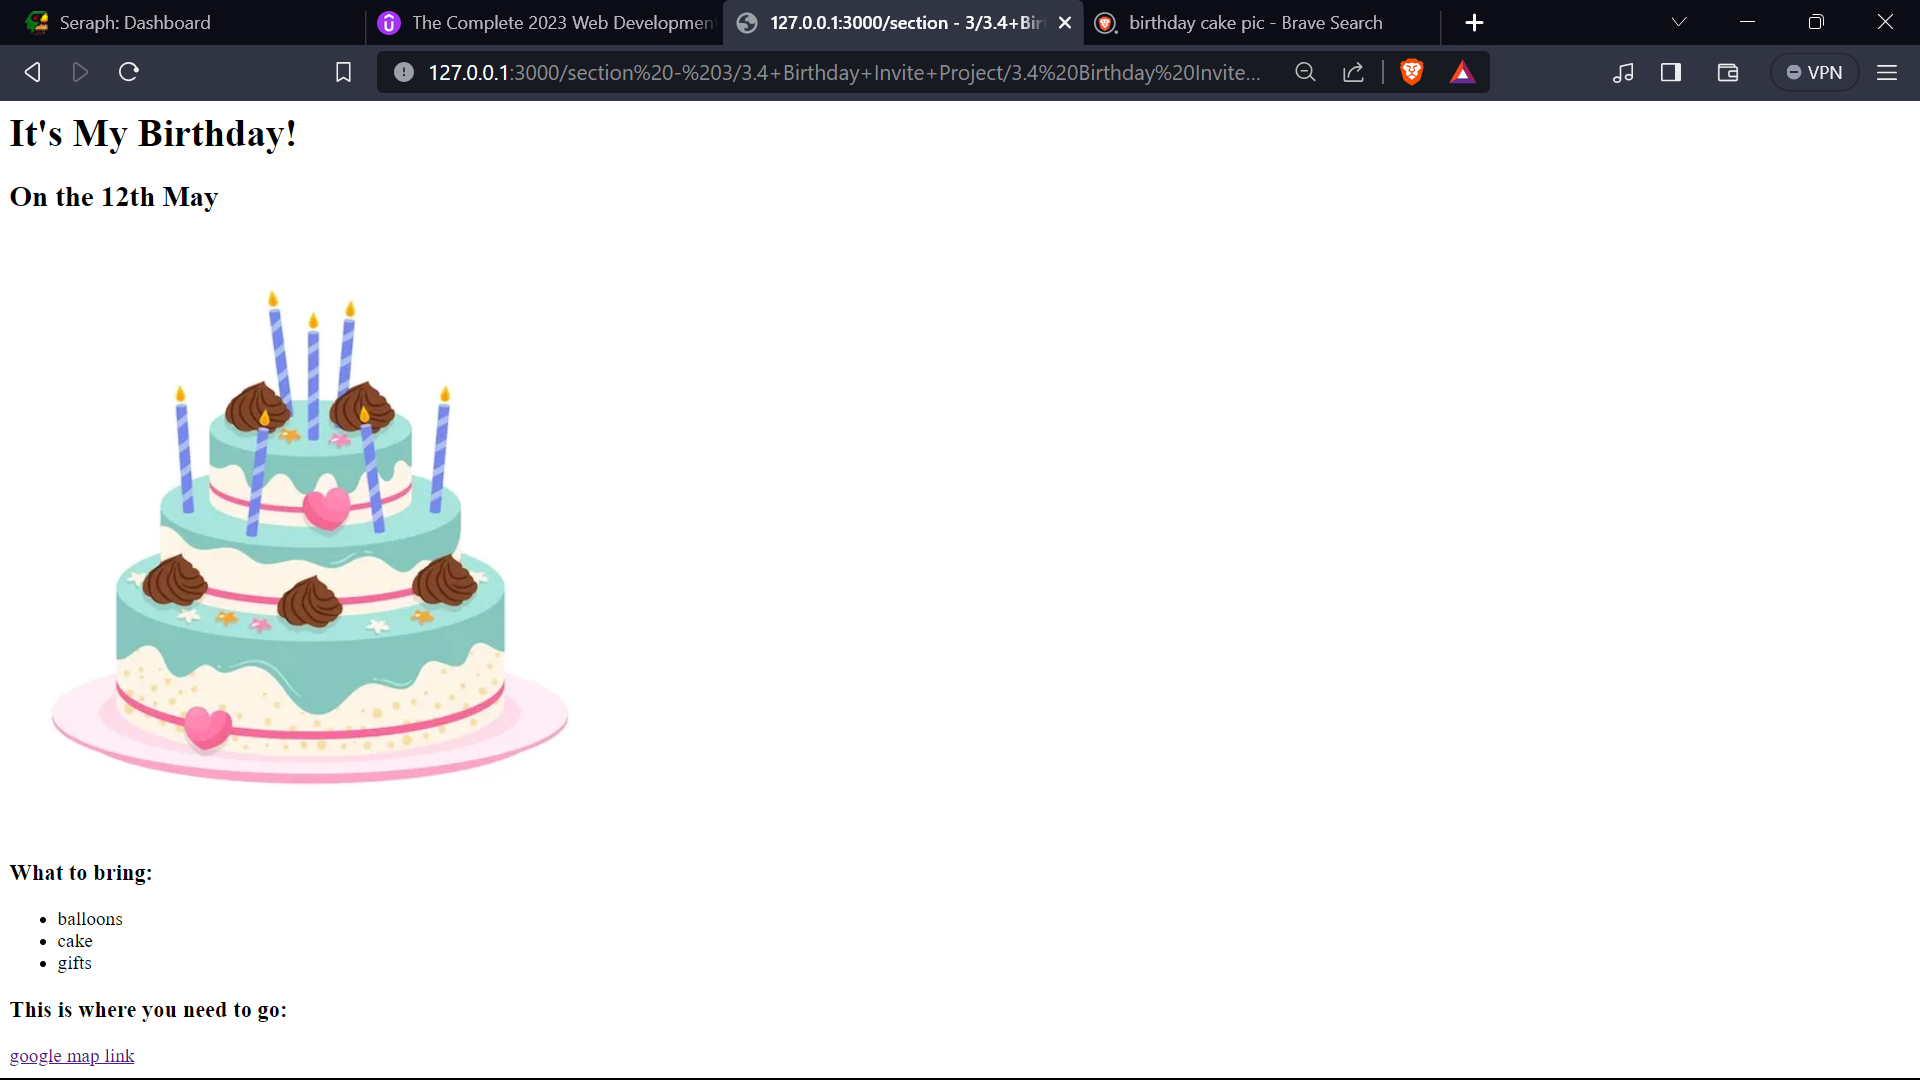 Seraph: Dashboard
The Complete 2023 Web Developmen
127.0.0.1:3000/section - 3/3.4+Bir
birthday cake pic - Brave Search
127.0.0.1:3000/section%20-%203/3.4+Birthday+Invite+Project/3.4%20Birthday%20Invite...
VPN
It's My Birthday!
On the 12th May
What to bring:
balloons
cake
gifts
This is where you need to go:
google map link